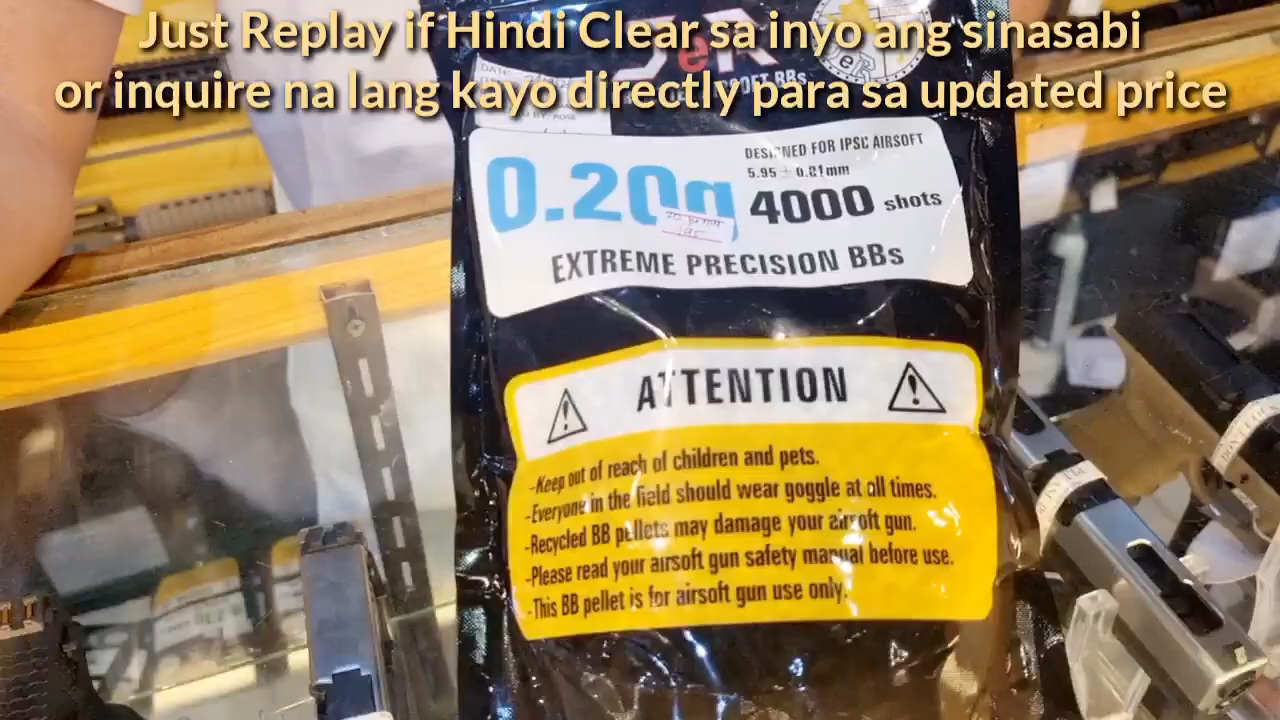 Just Replay if Hindi Clear sa inyo ang sinasabi
or inquire na lang kayo directly para sa updated price
eR
BBs
ROSE
0.20g
DESIGNED FOR IPSC AIRSOFT
5.95 ± 0.01mm
4000 shots
195
EXTREME PRECISION BBs
ATTENTION
-Keep out of reach of children and pets.
-Everyone in the field should wear goggle at all times.
-Recycled BB pellets may damage your airsoft gun.
-Please read your airsoft gun safety manual before use.
-This BB pellet is for airsoft gun use only.